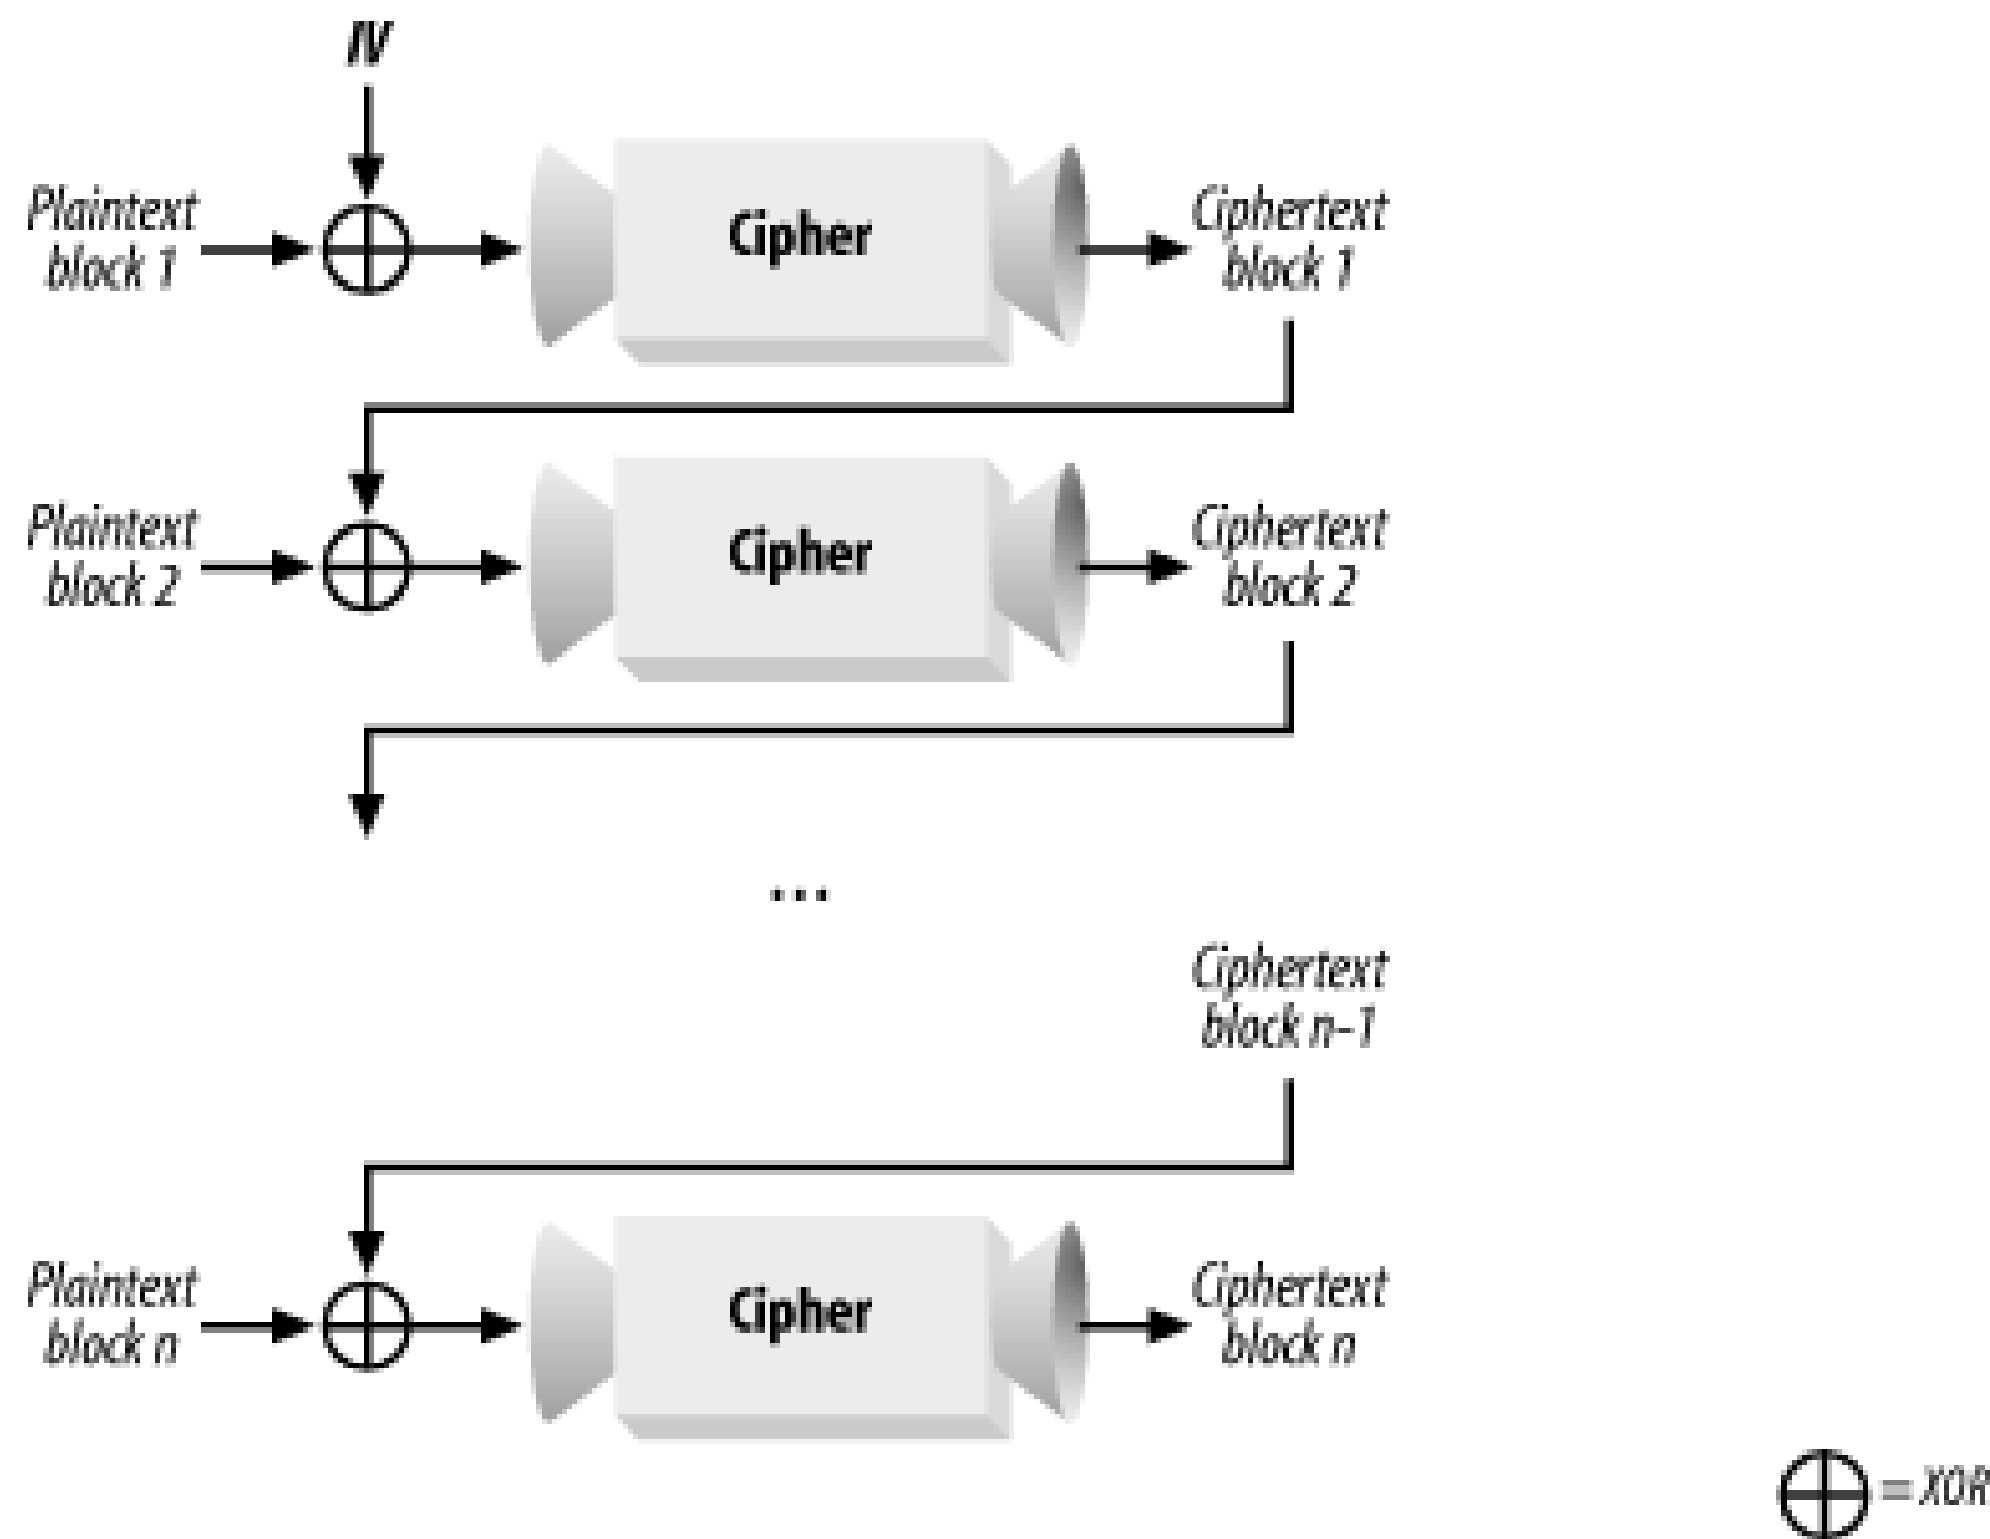 IV
Plaintext
block 1
Cipher
Ciphertext
block 1
Plaintext
block 2
Cipher
Ciphertext
block 2
...
Ciphertext
block n-1
Plaintext
block n
Cipher
Ciphertext
block n
= XOR